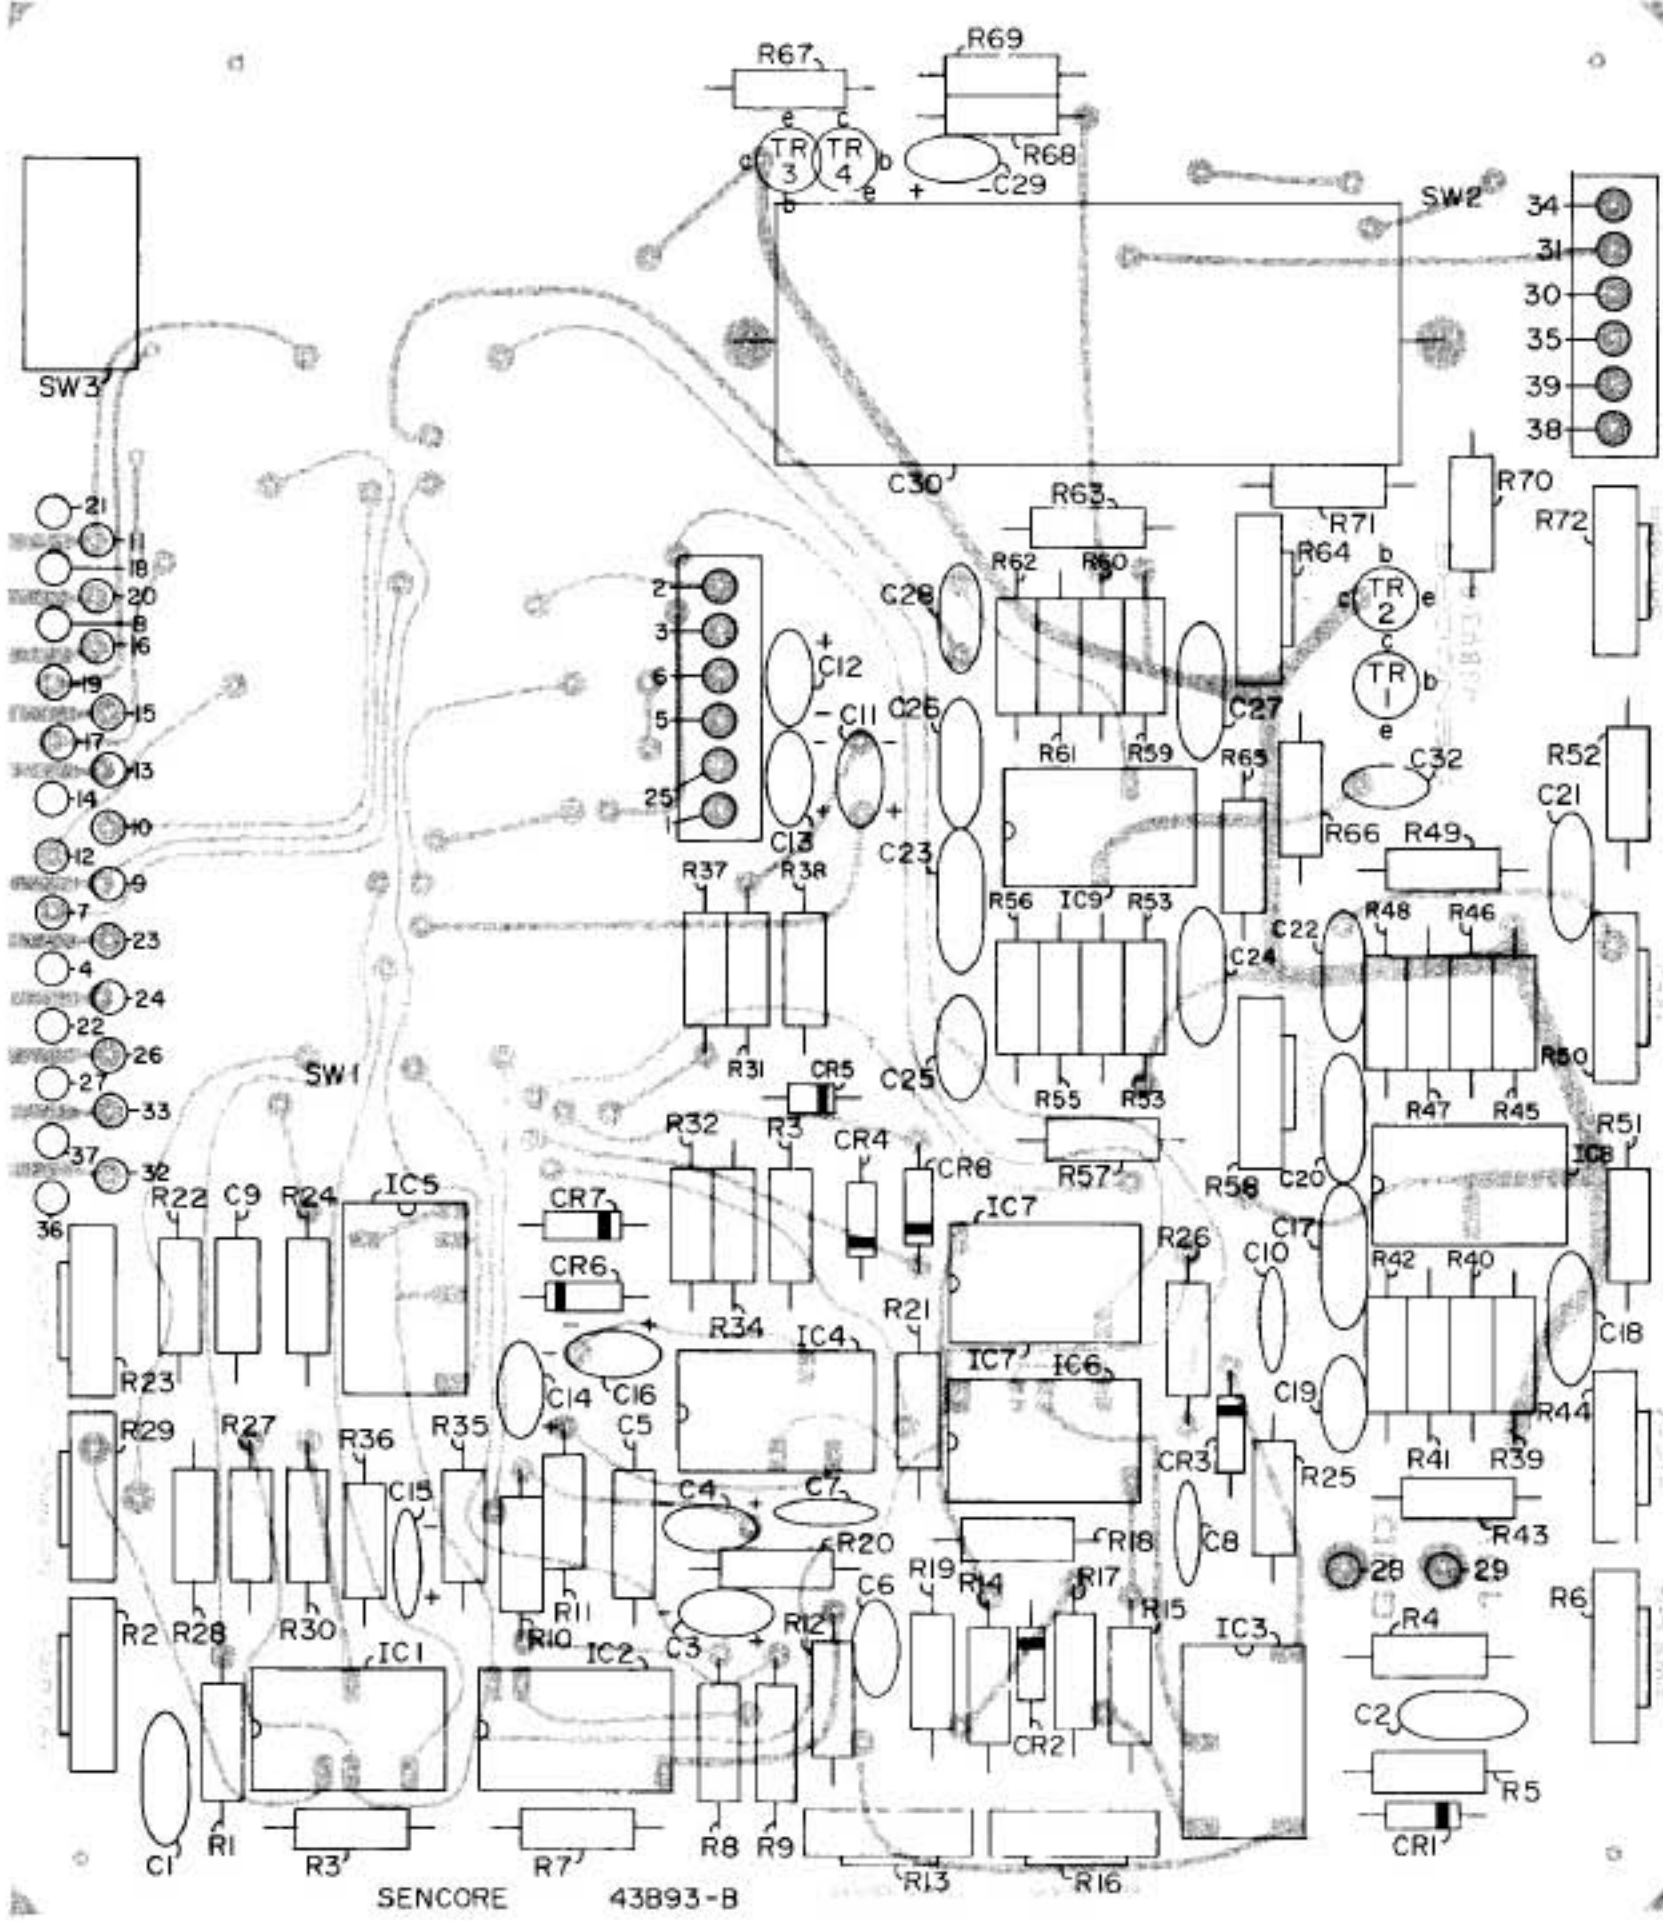 R67 R69
e c
c TR 3 TR 4 b
R68
b e + - C29
SW2
34
31
30
35
39
38
SW3
C30 R63 R71 R70 R72
21
11
18
20
8
16
19
15
17
13
14
10
12
9
7
23
4
24
22
26
27
33
37
32
36
R62 R60 R64
b
c TR 2 e
C28
2
3
6
5
25
1
+ C12 -
C11 - +
C13 - +
C26 R61 R59 C27
c
TR 1 b
e
R65 C32 R52
C21
R66 R49
C23
R37 R38
R56 IC9 R53
C22 R48 R46
C24
SW1
R31 CR5 C25
R55 R53 R47 R45 R50
R32 R3 CR4 CR8 R57 R58 C20 IC8 R51
R22 C9 R24 IC5
CR7 IC7 R26 C10 C17
R42 R40
CR6
- +
R34 IC4 R21
R23 C14 C16 IC7 IC6 C19 C18
R29 R27 R36 R35 C5 CR3 R25 R41 R39 R44
C15 C4 + C7
R18 C8 R43
R20 28 29
R19 R14 R17 C6 R15 R6
R2 R28 R30 R10 R11 C3 R12 R4
IC1 IC2 IC3
C2
CR2
R5
C1 R1 R3 R7 R8 R9 R13 R16 CR1
SENCORE 43B93-B